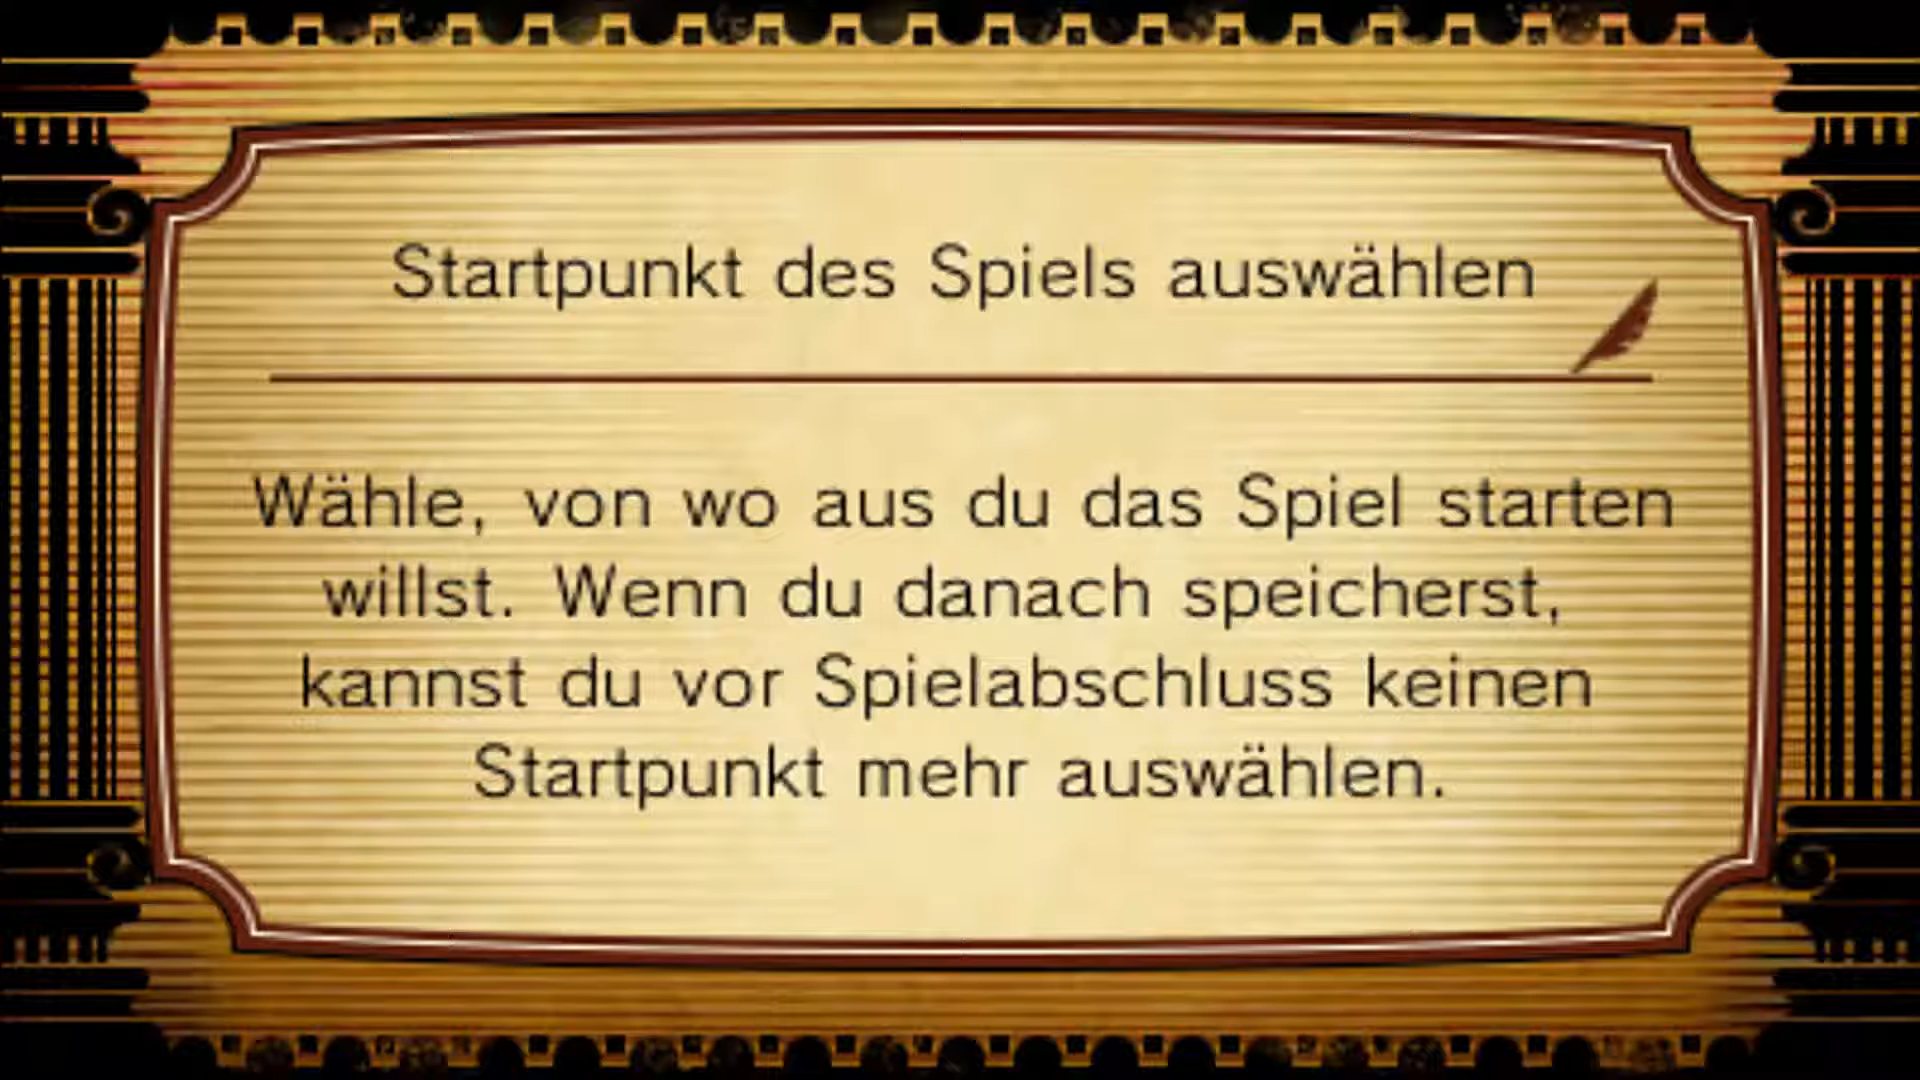 Startpunkt des Spiels auswählen
Wähle, von wo aus du das Spiel starten
willst. Wenn du danach speicherst,
kannst du vor Spielabschluss keinen
Startpunkt mehr auswählen.